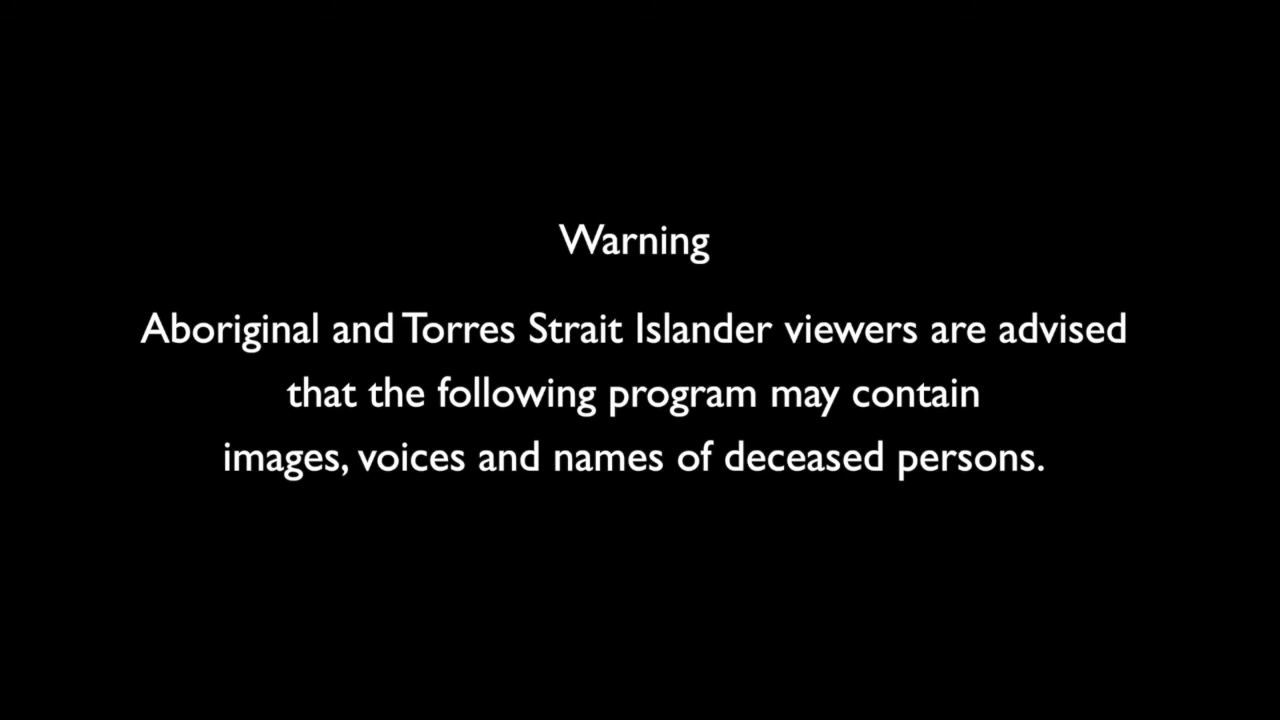 Warning
Aboriginal and Torres Strait Islander viewers are advised
that the following program may contain
images, voices and names of deceased persons.